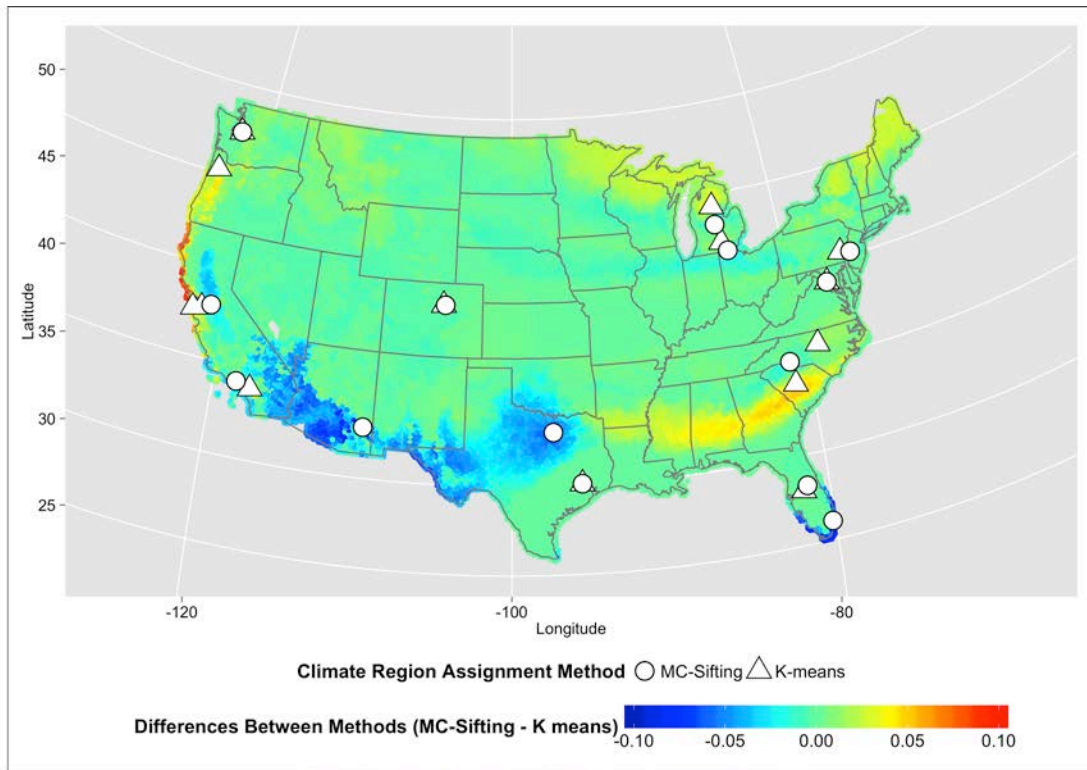 50
45
40
35
30
25
Latitude
-120
-100
-80
Longitude
Climate Region Assignment Method MC-Sifting K-means
Differences Between Methods (MC-Sifting - K means)
-0.10 -0.05 0.00 0.05 0.10